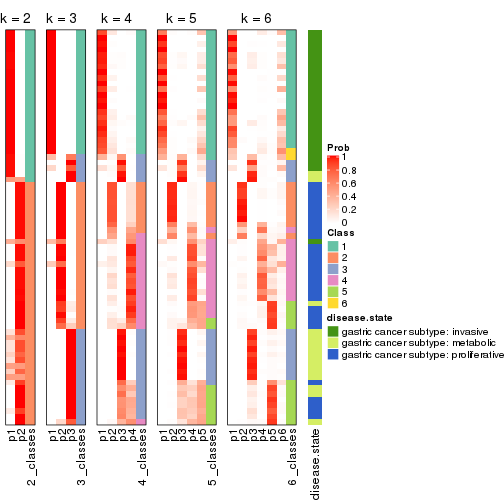 k = 2
k = 3
k = 4
k = 5
k = 6
p1
p2
2_classes
p1
p2
p3
3_classes
p1
p2
p3
p4
4_classes
p1
p2
p3
p4
p5
5_classes
p1
p2
p3
p4
p5
p6
6_classes
disease.state
Prob
1
0.8
0.6
0.4
0.2
0
Class
1
2
3
4
5
6
disease.state
gastric cancer subtype: invasive
gastric cancer subtype: metabolic
gastric cancer subtype: proliferative